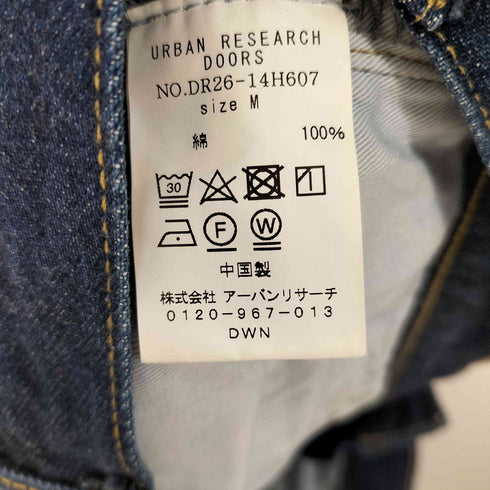 URBAN RESEARCH
DOORS
NO.DR26-14H607
size M
綿 100%
30
F W
中国製
株式会社 アーバンリサーチ
0120-967-013
DWN